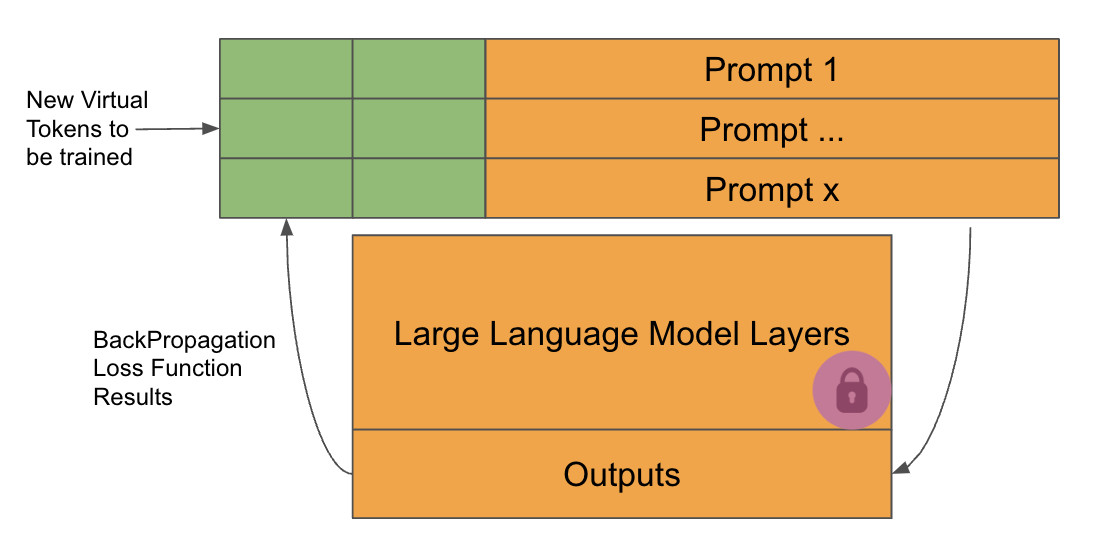 Prompt 1
New Virtual
Tokens to
be trained
Prompt ...
Prompt x
Large Language Model Layers
BackPropagation
Loss Function
Results
Outputs